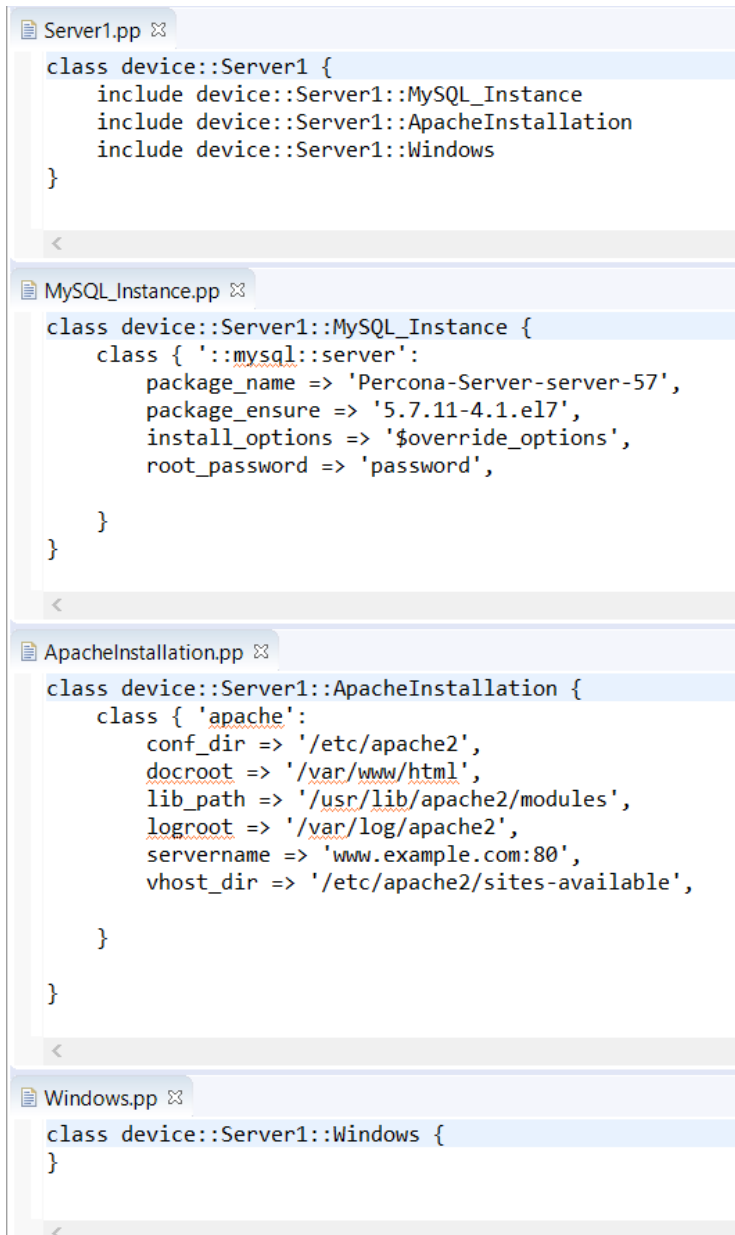 Server1.pp
class device::Server1 {
    include device::Server1::MySQL_Instance
    include device::Server1::ApacheInstallation
    include device::Server1::Windows
}
MySQL_Instance.pp
class device::Server1::MySQL_Instance {
    class { '::mysql::server':
        package_name => 'Percona-Server-server-57',
        package_ensure => '5.7.11-4.1.el7',
        install_options => '$override_options',
        root_password => 'password',
    }
}
ApacheInstallation.pp
class device::Server1::ApacheInstallation {
    class { 'apache':
        conf_dir => '/etc/apache2',
        docroot => '/var/www/html',
        lib_path => '/usr/lib/apache2/modules',
        logroot => '/var/log/apache2',
        servername => 'www.example.com:80',
        vhost_dir => '/etc/apache2/sites-available',
    }
}
Windows.pp
class device::Server1::Windows {
}